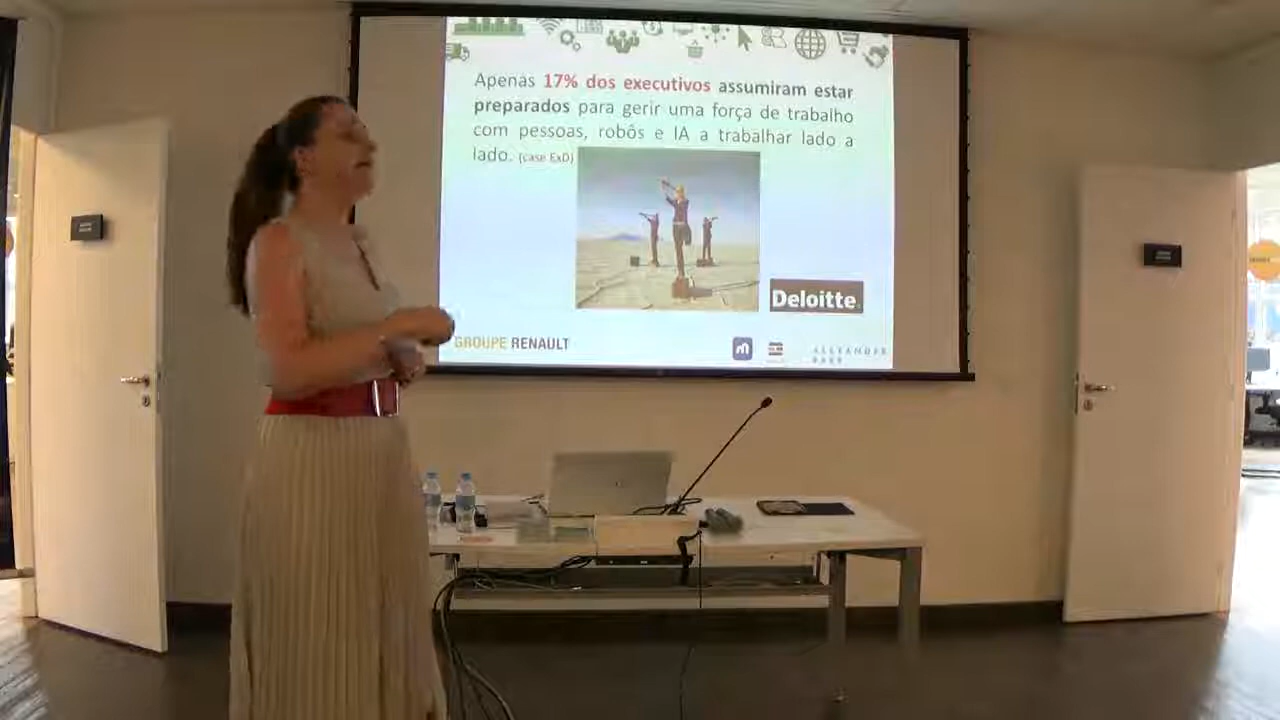 Apenas 17% dos executivos assumiram estar
preparados para gerir uma força de trabalho
com pessoas, robôs e IA a trabalhar lado a
lado. (case ExD)
Deloitte.
GROUPE RENAULT